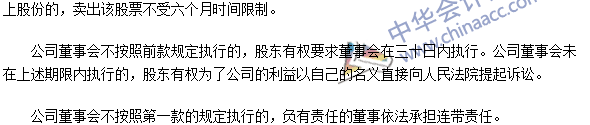 上股份的，卖出该股票不受六个月时间限制。
公司董事会不按照前款规定执行的，股东有权要求董事会在三十日内执行。公司董事会未
在上述期限内执行的，股东有权为了公司的利益以自己的名义直接向人民法院提起诉讼。
公司董事会不按照第一款的规定执行的，负有责任的董事依法承担连带责任。
中华会计
www.chinaacc.com